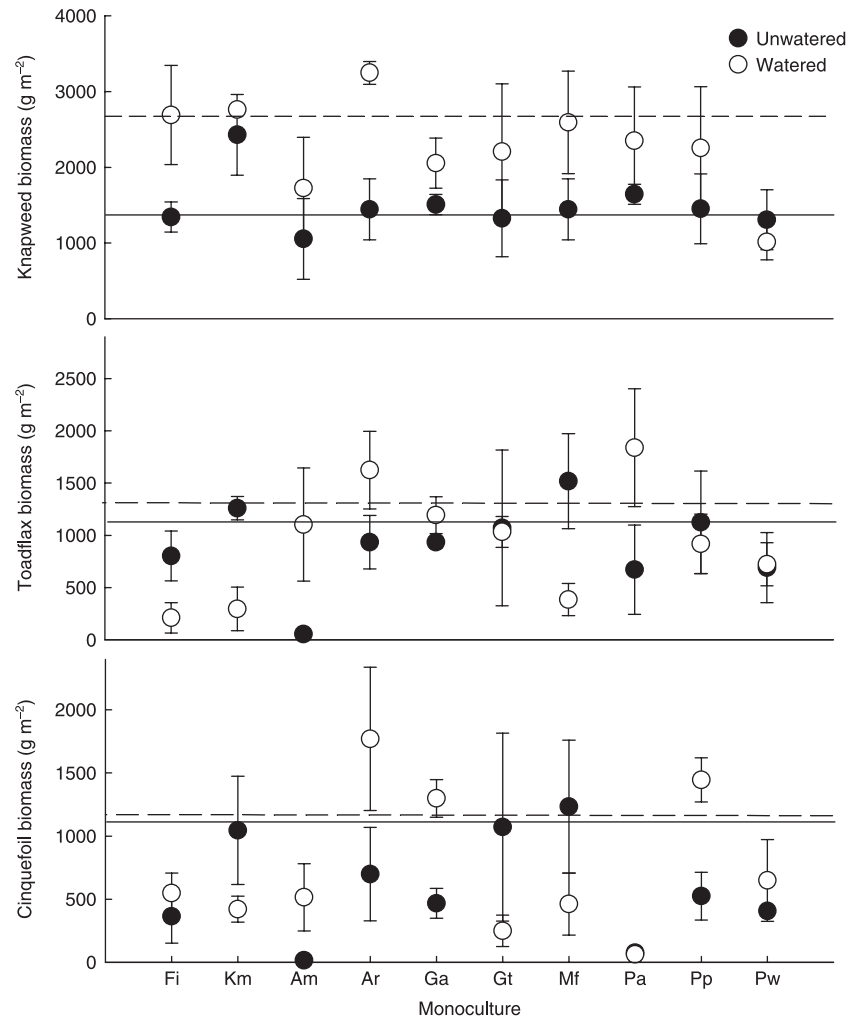 4000
3000
2000
1000
0
Knapweed biomass (g m⁻²)
Unwatered
Watered
2500
2000
1500
1000
500
0
Toadflax biomass (g m⁻²)
2000
1500
1000
500
0
Cinquefoil biomass (g m⁻²)
Fi Km Am Ar Ga Gt Mf Pa Pp Pw
Monoculture